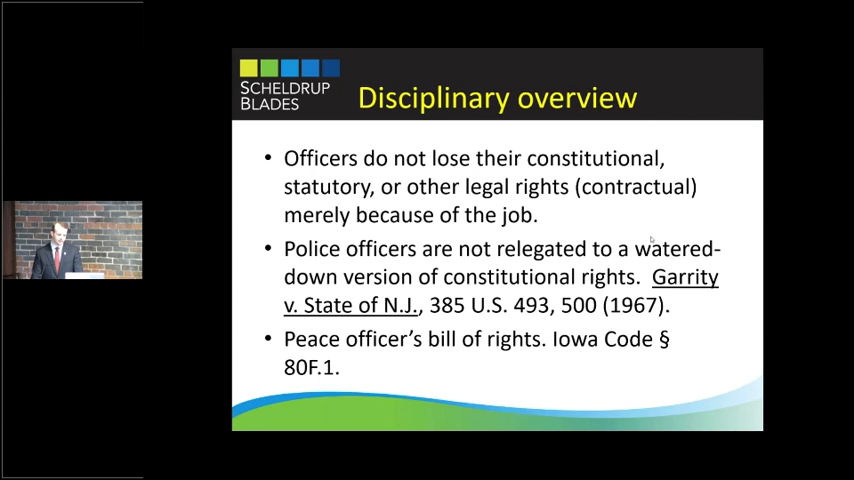 SCHELDRUP
BLADES
Disciplinary overview
• Officers do not lose their constitutional,
statutory, or other legal rights (contractual)
merely because of the job.
• Police officers are not relegated to a watered-
down version of constitutional rights.  Garrity
v. State of N.J., 385 U.S. 493, 500 (1967).
• Peace officer’s bill of rights. Iowa Code §
80F.1.